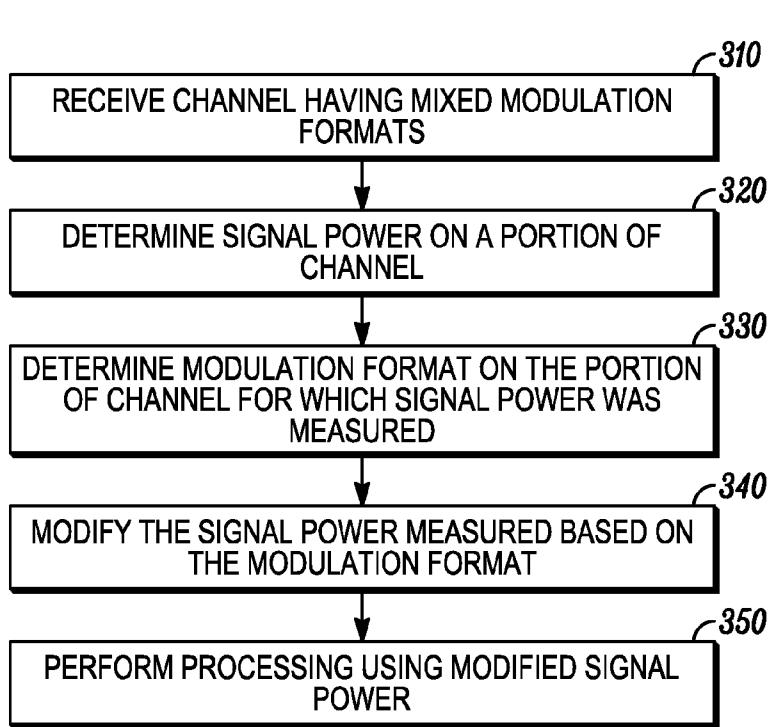 310
RECEIVE CHANNEL HAVING MIXED MODULATION
FORMATS
320
DETERMINE SIGNAL POWER ON A PORTION OF
CHANNEL
330
DETERMINE MODULATION FORMAT ON THE PORTION
OF CHANNEL FOR WHICH SIGNAL POWER WAS
MEASURED
340
MODIFY THE SIGNAL POWER MEASURED BASED ON
THE MODULATION FORMAT
350
PERFORM PROCESSING USING MODIFIED SIGNAL
POWER